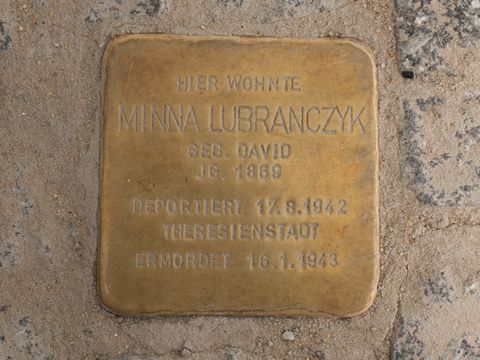 HIER WOHNTE
MINNA LUBRANCZYK
GEB. DAVID
JG. 1869
DEPORTIERT 17.8.1942
THERESIENSTADT
ERMORDET 16.1.1943